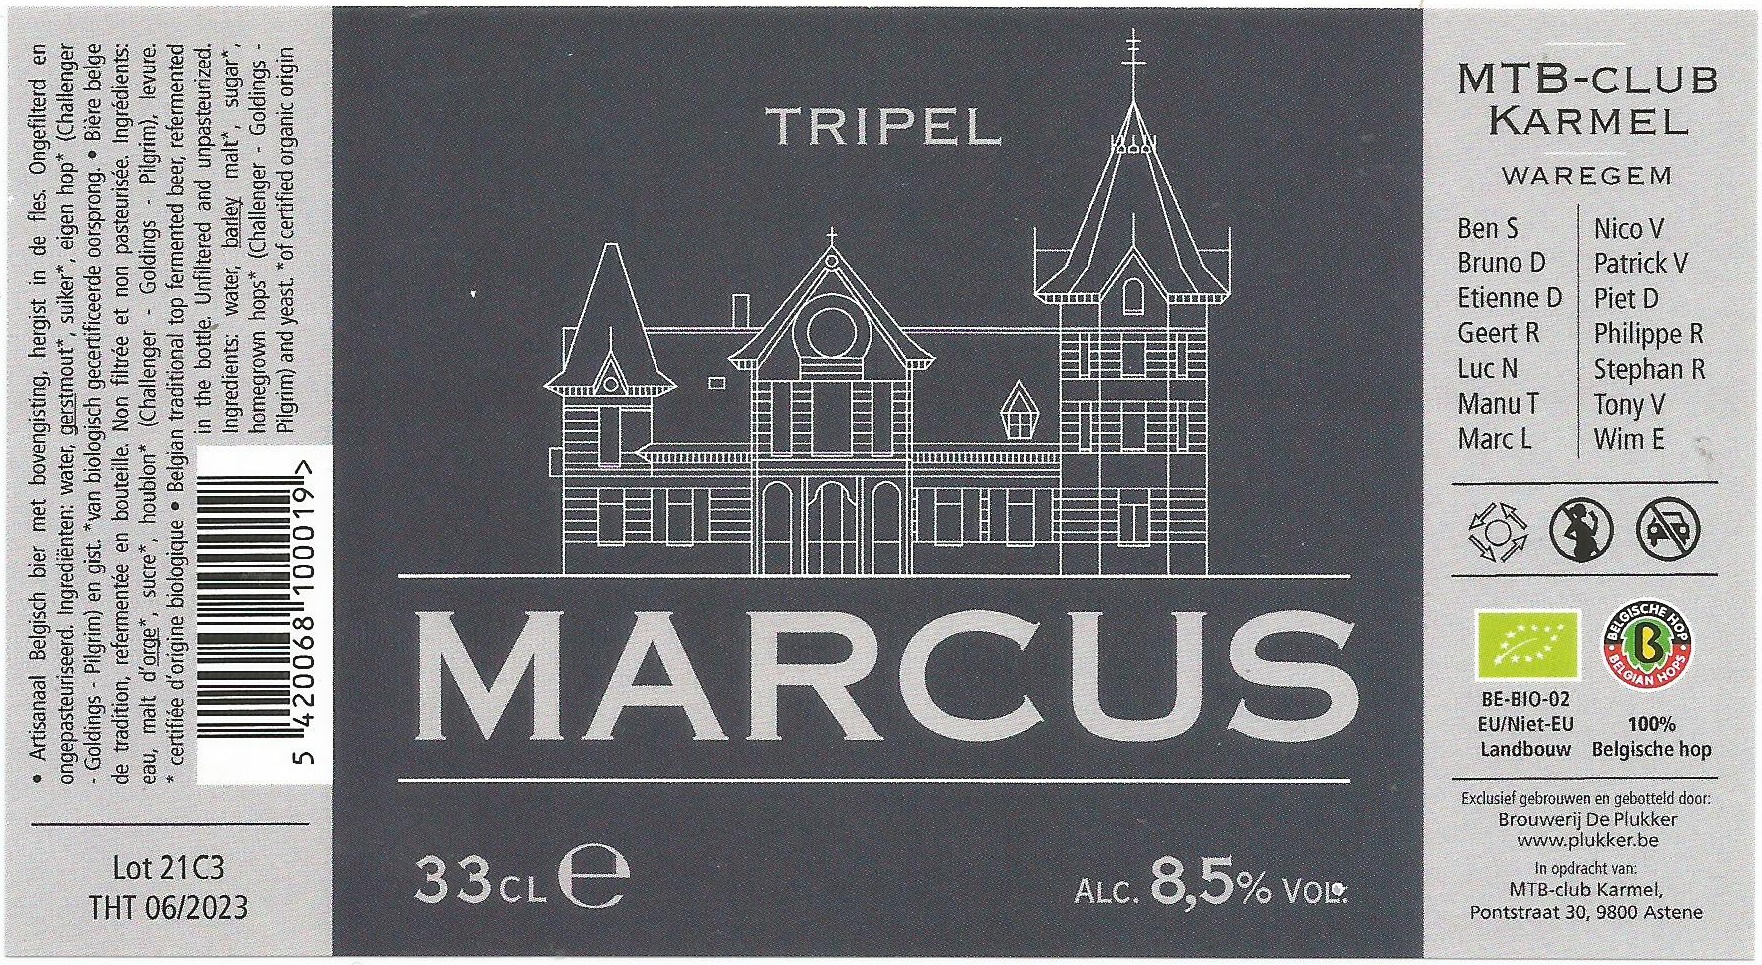 • Artisanaal Belgisch bier met bovengisting, hergist in de fles. Ongefilterd en
ongepasteuriseerd. Ingrediënten: water, gerstmout*, suiker*, eigen hop* (Challenger
- Goldings - Pilgrim) en gist. *van biologisch gecertificeerde oorsprong. • Bière belge
de tradition, refermentée en bouteille. Non filtrée et non pasteurisée. Ingrédients:
eau, malt d'orge*, sucre*, houblon* (Challenger - Goldings - Pilgrim), levure.
* certifiée d'origine biologique • Belgian traditional top fermented beer, refermented
in the bottle. Unfiltered and unpasteurized.
Ingredients: water, barley malt*, sugar*,
homegrown hops* (Challenger - Goldings -
Pilgrim) and yeast. *of certified organic origin
5 420068 100019 >
Lot 21C3
THT 06/2023
TRIPEL
MARCUS
33CL e
ALC. 8,5% VOL.
MTB-CLUB
KARMEL
WAREGEM
Ben S
Bruno D
Etienne D
Geert R
Luc N
Manu T
Marc L
Nico V
Patrick V
Piet D
Philippe R
Stephan R
Tony V
Wim E
BELGISCHE HOP
B
BELGIAN HOPS
BE-BIO-02
EU/Niet-EU
Landbouw
100%
Belgische hop
Exclusief gebrouwen en gebotteld door:
Brouwerij De Plukker
www.plukker.be
In opdracht van:
MTB-club Karmel,
Pontstraat 30, 9800 Astene